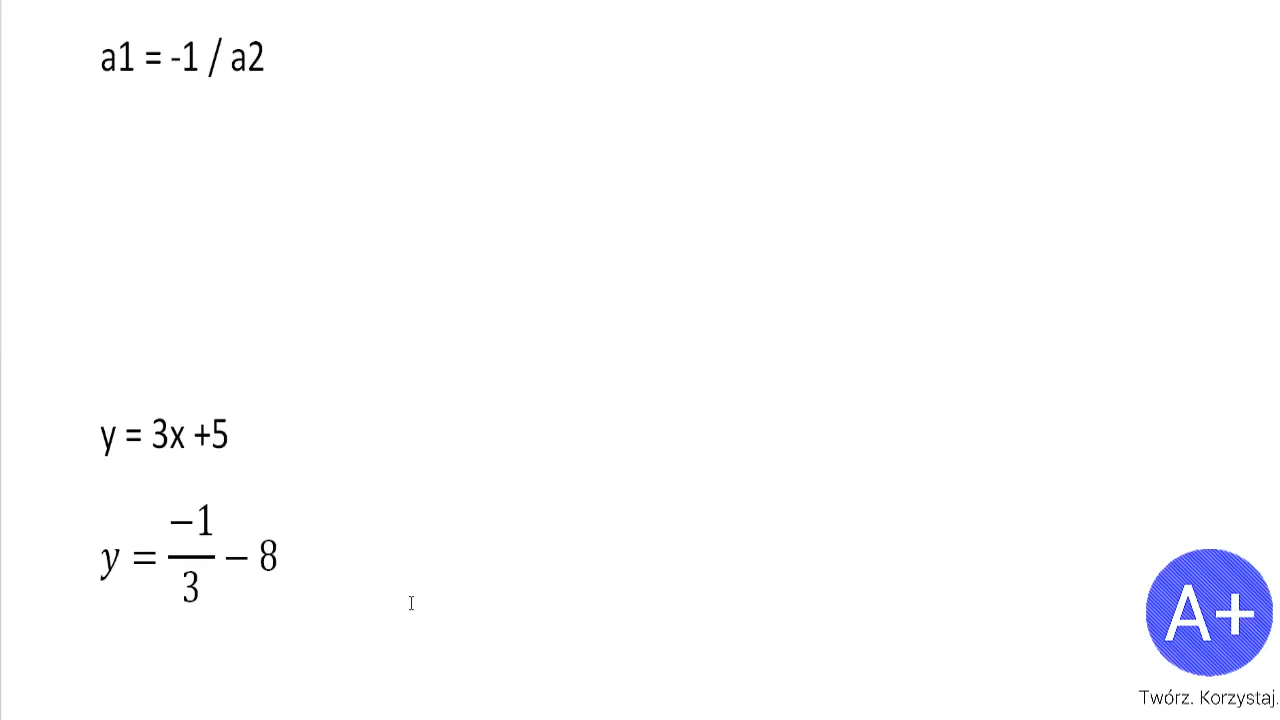 a1 = -1 / a2
y = 3x +5
y = −1/3 − 8
A+
Twórz. Korzystaj.